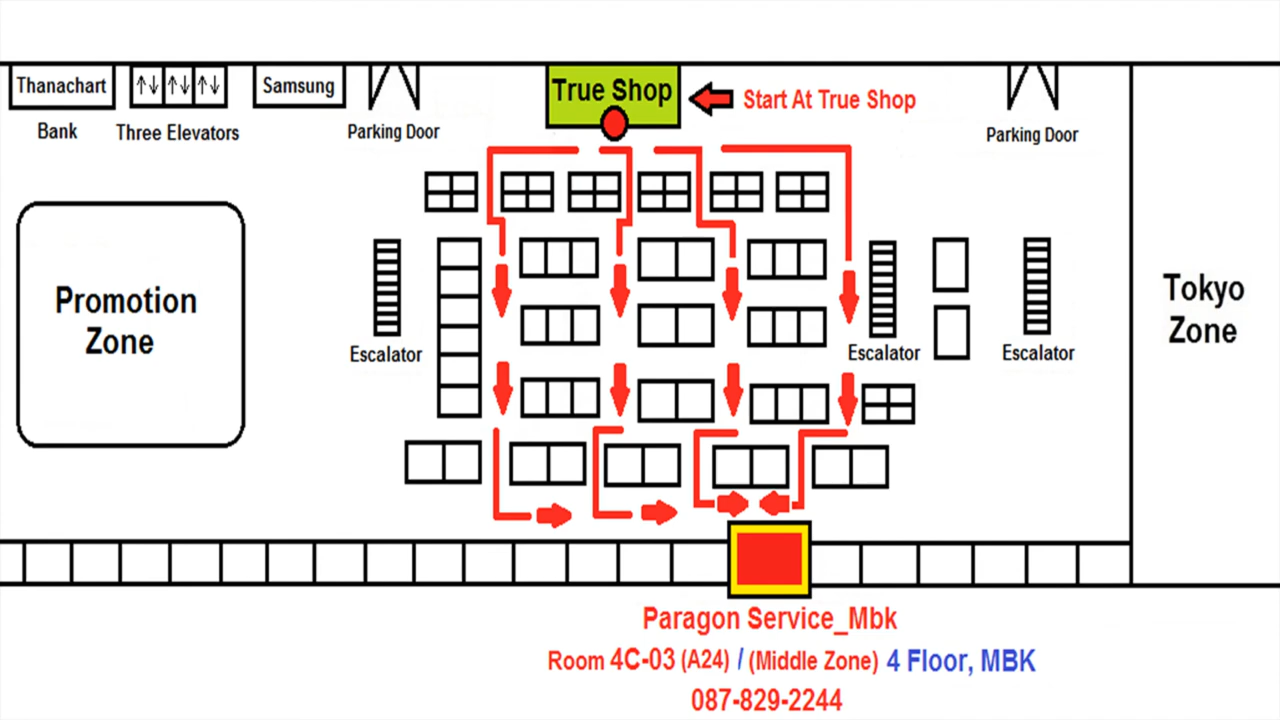 Thanachart
Bank
Three Elevators
Samsung
Parking Door
True Shop
Start At True Shop
Parking Door
Promotion
Zone
Escalator
Escalator
Escalator
Tokyo
Zone
Paragon Service_Mbk
Room 4C-03 (A24) / (Middle Zone) 4 Floor, MBK
087-829-2244